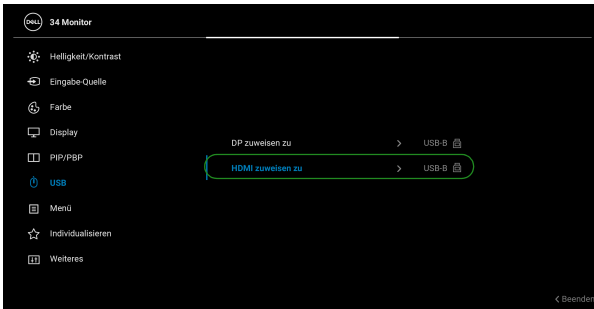 DELL 34 Monitor
Helligkeit/Kontrast
Eingabe-Quelle
Farbe
Display
PIP/PBP
USB
Menü
Individualisieren
Weiteres
DP zuweisen zu > USB-B
HDMI zuweisen zu > USB-B
< Beenden